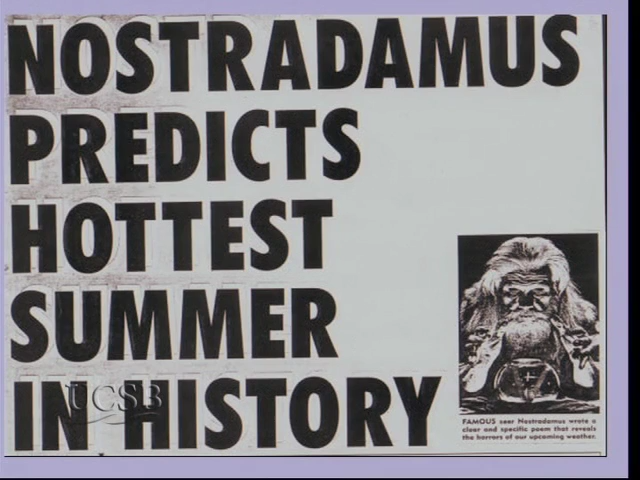 NOSTRADAMUS
PREDICTS
HOTTEST
SUMMER
IN HISTORY
UCSB
FAMOUS seer Nostradamus wrote a
clear and specific poem that reveals
the horrors of our upcoming weather.